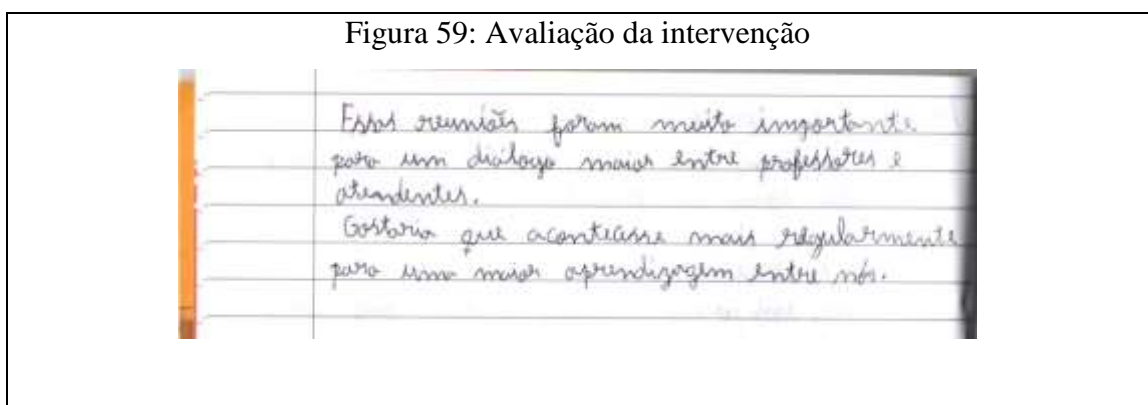 Figura 59: Avaliação da intervenção
Essas reuniões foram muito importante
para um diálogo maior entre professores e
atendentes.
Gostaria que acontecesse mais regularmente
para uma maior aprendizagem entre nós.